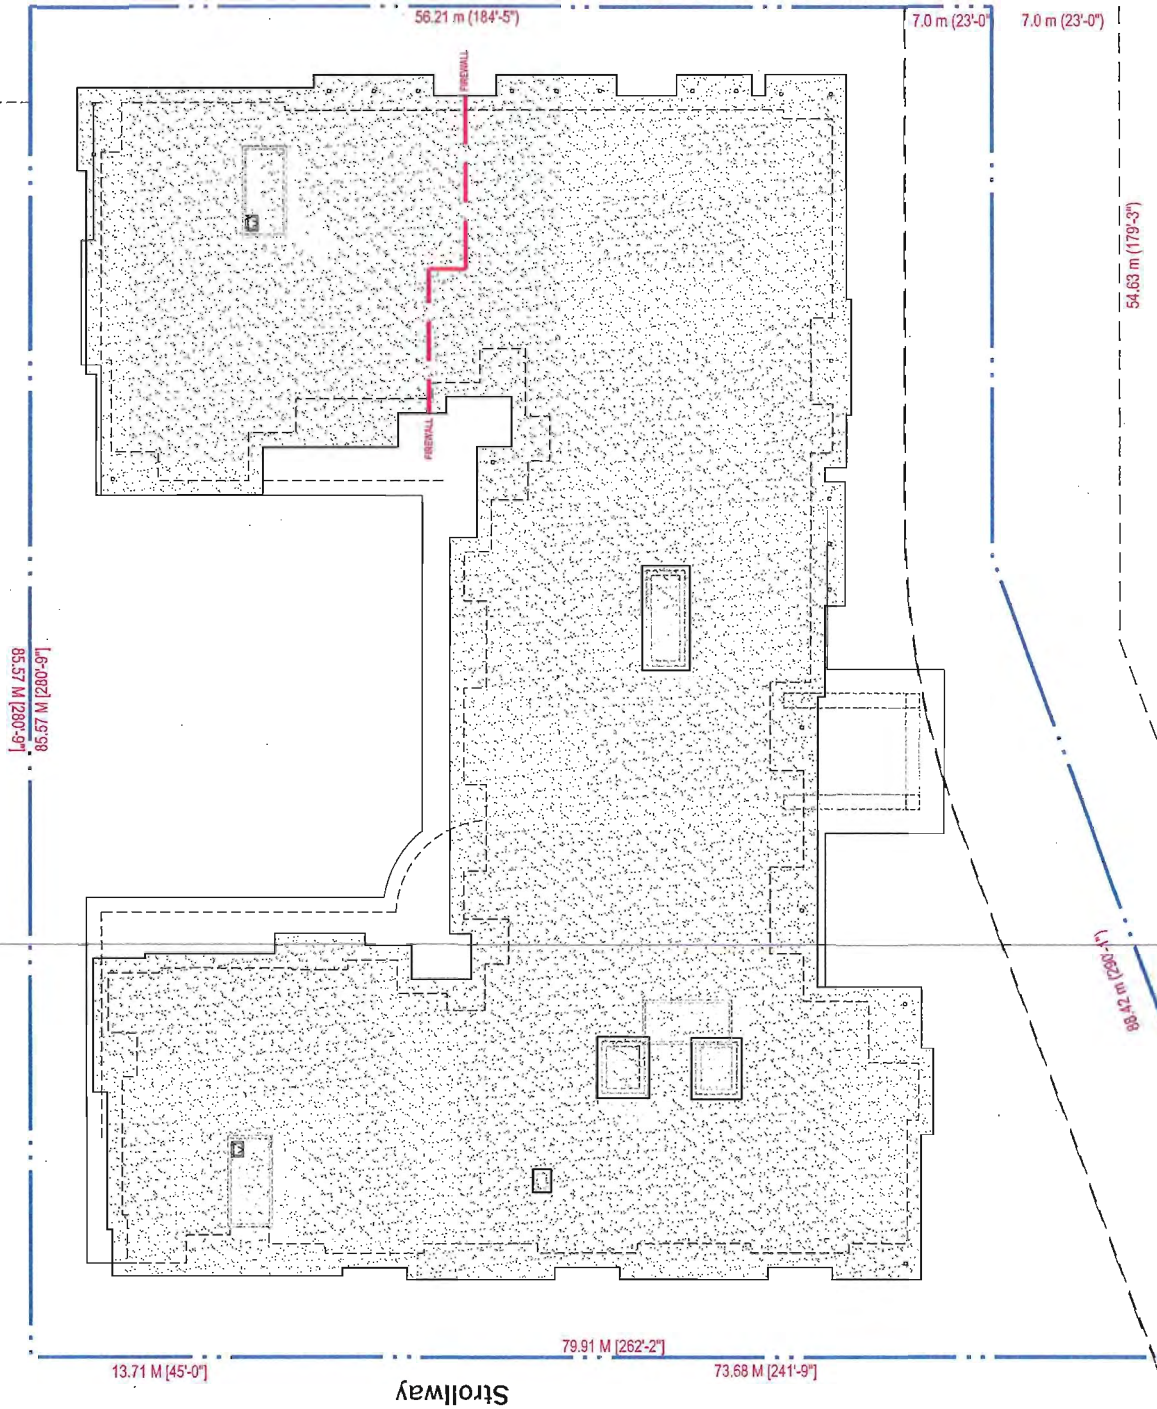 56.21 m (184'-5")
7.0 m (23'-0"
7.0 m (23'-0")
FIREWALL
54.63 m (179'-3")
FIREWALL
85.57 M [280'-9"]
85.57 M [280'-9"]
88.42 m (290'-1")
79.91 M [262'-2"]
13.71 M [45'-0"]
73.68 M [241'-9"]
Strollway